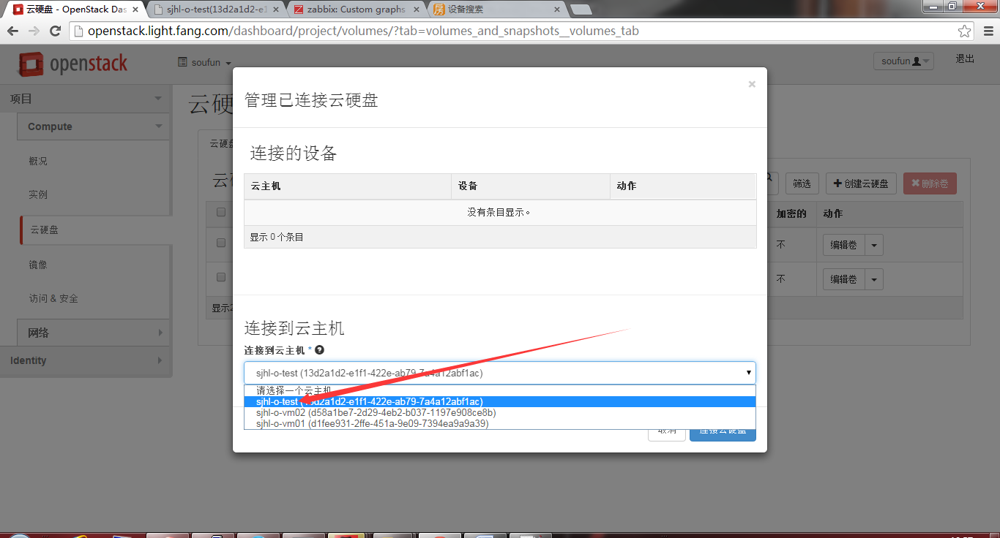 云硬盘 - OpenStack Das
sjhl-o-test(13d2a1d2-e1
zabbix: Custom graphs
设备搜索
openstack.light.fang.com/dashboard/project/volumes/?tab=volumes_and_snapshots__volumes_tab
openstack
soufun
soufun
退出
项目
Compute
概况
实例
云硬盘
镜像
访问 & 安全
网络
Identity
云硬
云硬盘
筛选
创建云硬盘
删除卷
加密的
动作
不
编辑卷
不
编辑卷
显示2
管理已连接云硬盘
×
连接的设备
云主机
设备
动作
没有条目显示。
显示 0 个条目
连接到云主机
连接到云主机 *
sjhl-o-test (13d2a1d2-e1f1-422e-ab79-7a4a12abf1ac)
请选择一个云主机
sjhl-o-test (13d2a1d2-e1f1-422e-ab79-7a4a12abf1ac)
sjhl-o-vm02 (d58a1be7-2d29-4eb2-b037-1197e908ce8b)
sjhl-o-vm01 (d1fee931-2ffe-451a-9e09-7394ea9a9a39)
取消
连接云硬盘